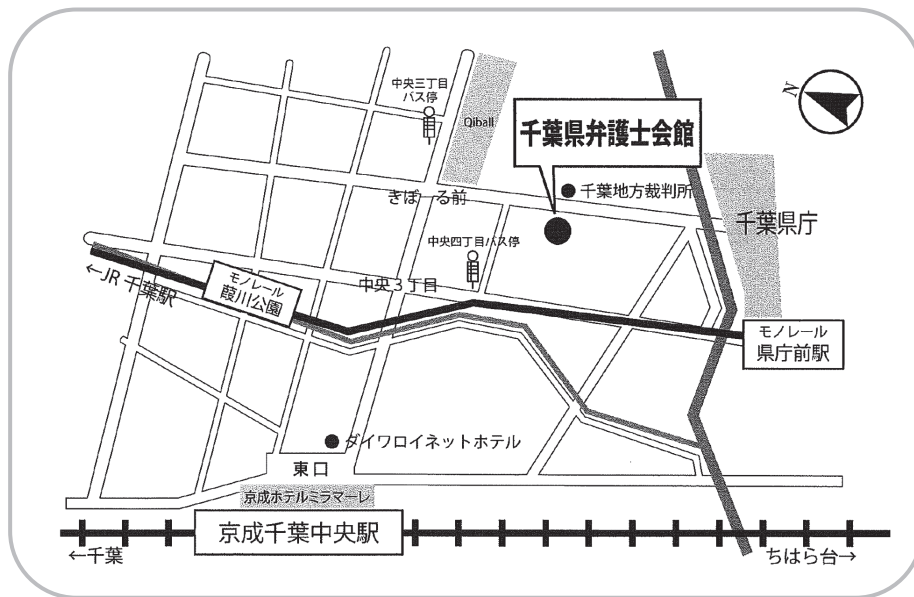 中央三丁目
バス停
Qiball
N
千葉県弁護士会館
千葉地方裁判所
きぼーる前
千葉県庁
中央四丁目バス停
中央3丁目
←JR千葉駅
モノレール
葭川公園
モノレール
県庁前駅
ダイワロイネットホテル
東口
京成ホテルミラマーレ
京成千葉中央駅
←千葉
ちはら台→